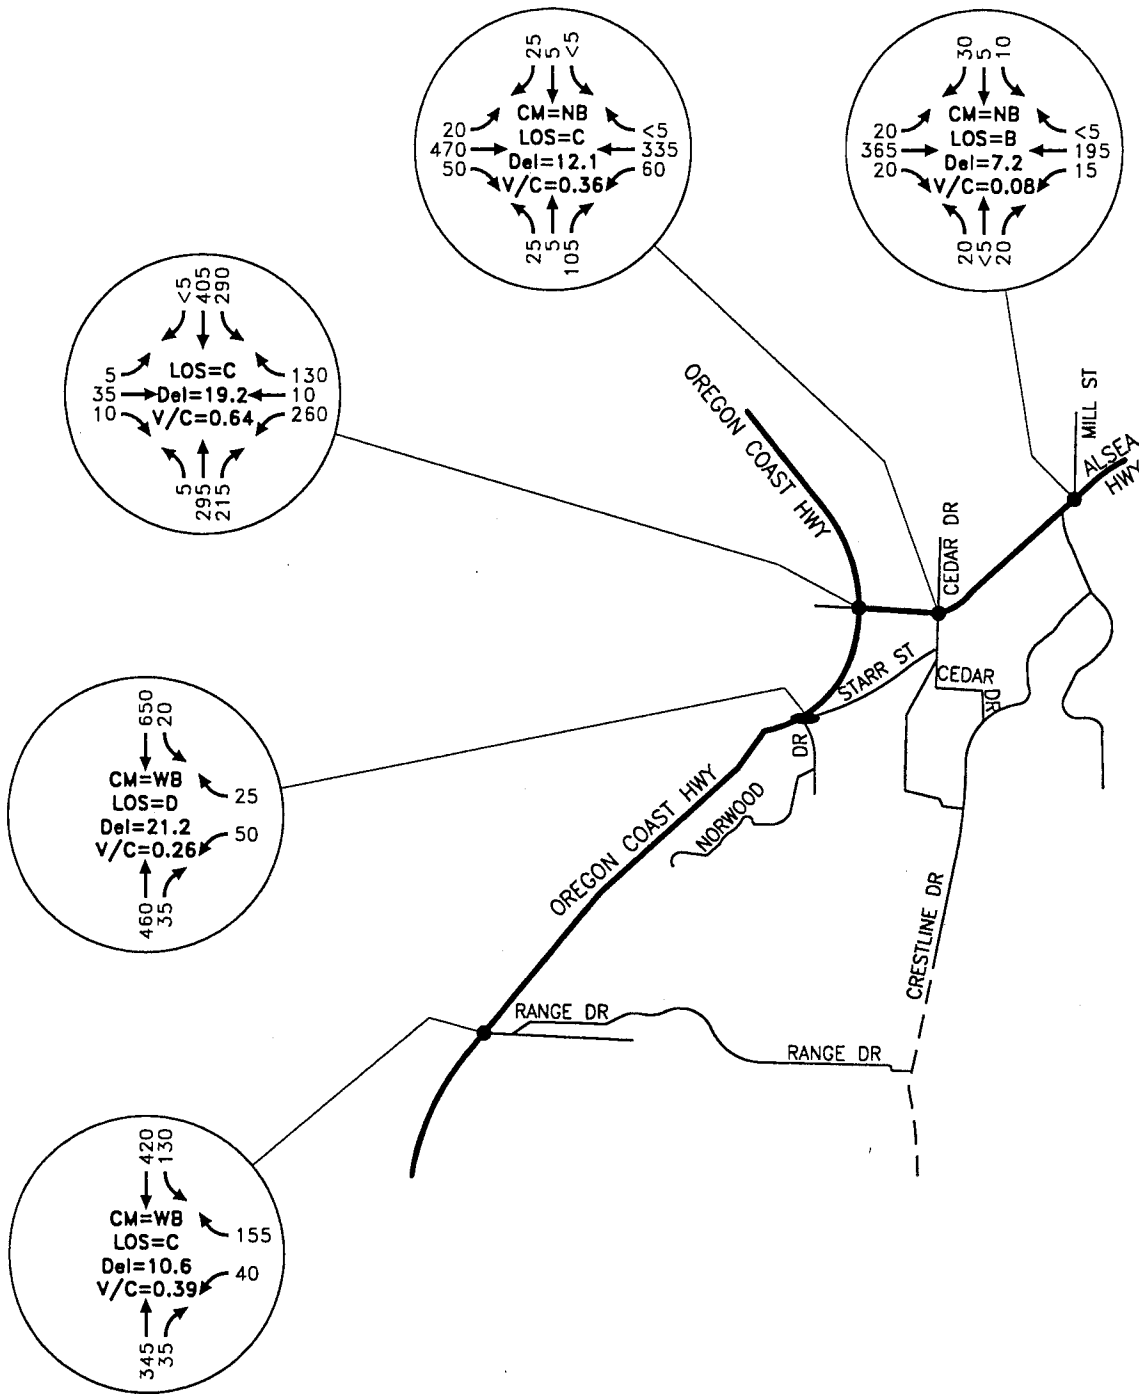 25
5
<5
CM=NB
LOS=C
Del=12.1
V/C=0.36
20
470
50
<5
335
60
25
5
105
30
5
10
CM=NB
LOS=B
Del=7.2
V/C=0.08
20
365
20
<5
195
15
20
<5
20
<5
405
290
LOS=C
Del=19.2
V/C=0.64
5
35
10
130
10
260
5
295
215
OREGON COAST HWY
MILL ST
ALSEA
HWY
CEDAR DR
STARR ST
CEDAR
DR
650
20
CM=WB
LOS=D
Del=21.2
V/C=0.26
25
50
460
35
NORWOOD
DR
OREGON COAST HWY
CRESTLINE DR
RANGE DR
RANGE DR
420
130
CM=WB
LOS=C
Del=10.6
V/C=0.39
155
40
345
35